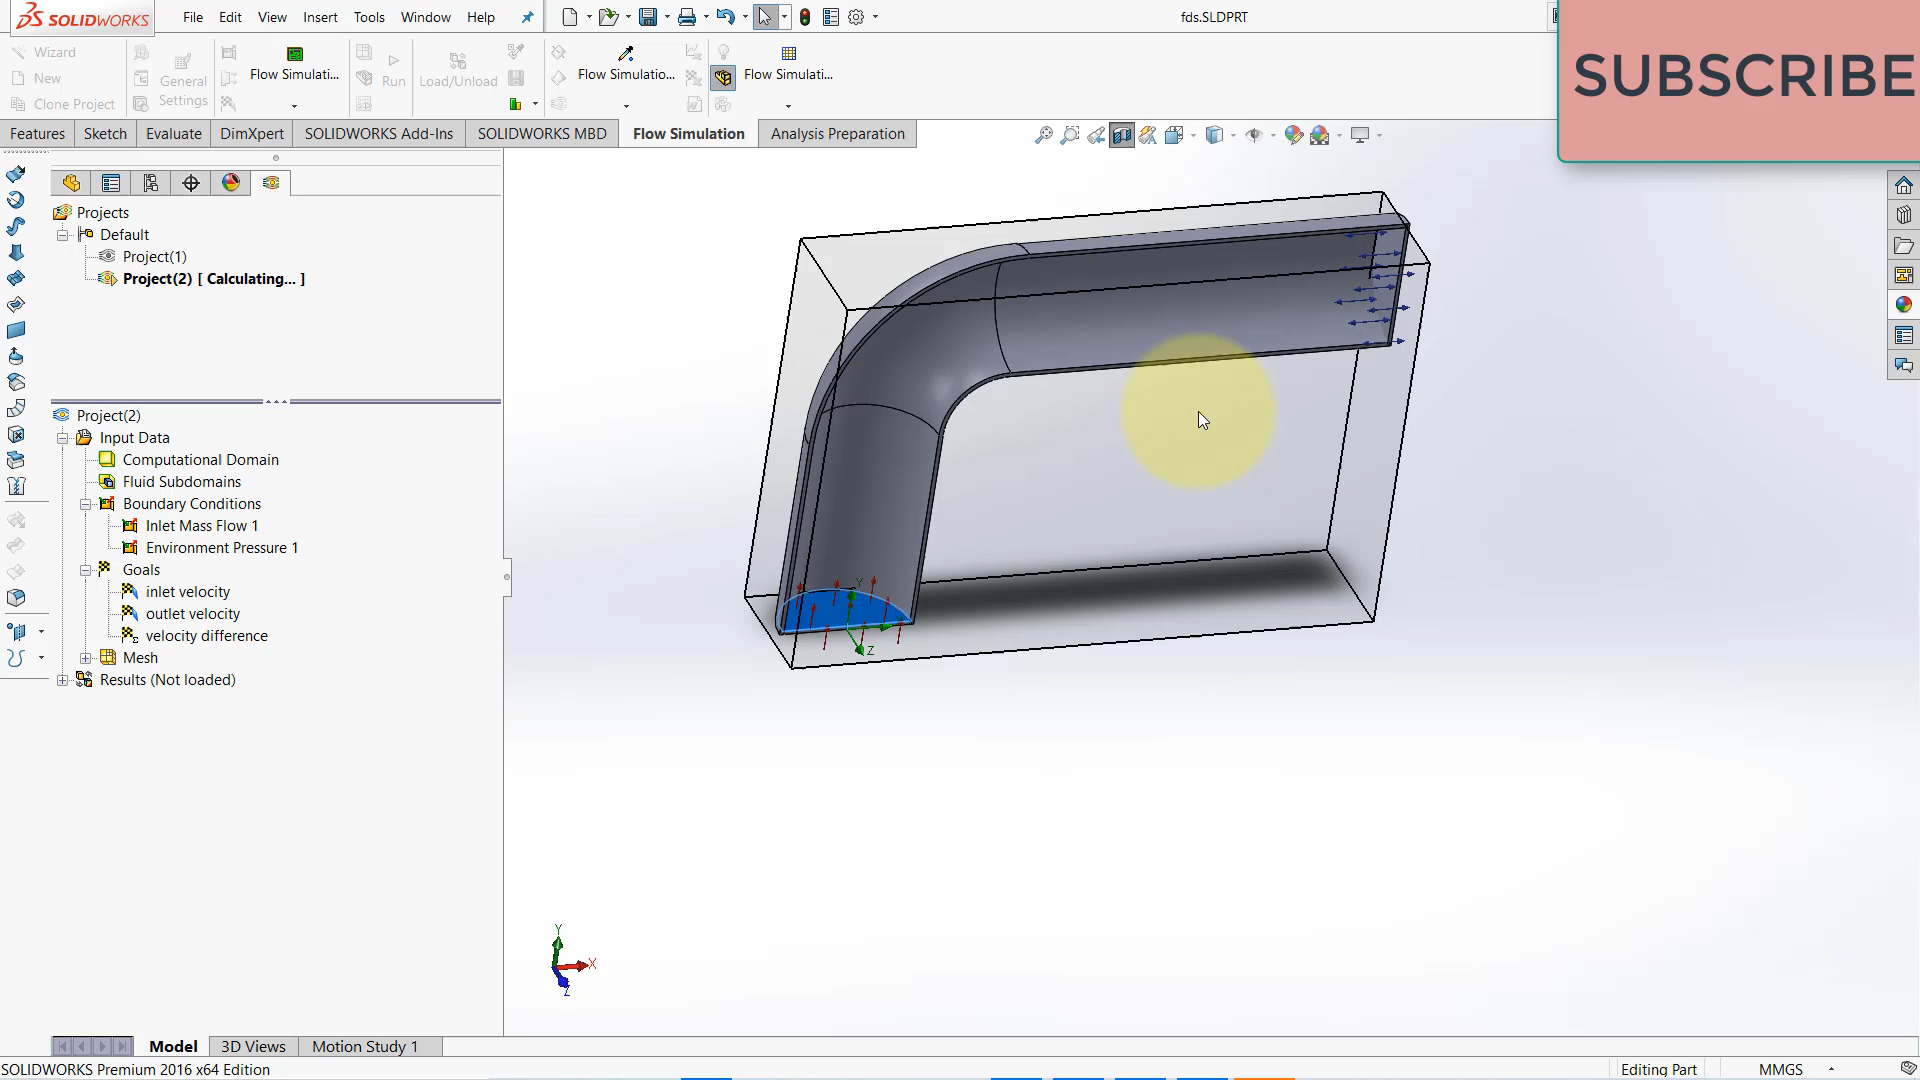 SOLIDWORKS
File Edit View Insert Tools Window Help
fds.SLDPRT
SUBSCRIBE
Wizard
New
Clone Project
General
Settings
Flow Simulati...
Run
Load/Unload
Flow Simulatio...
Flow Simulati...
Features Sketch Evaluate DimXpert SOLIDWORKS Add-Ins SOLIDWORKS MBD Flow Simulation Analysis Preparation
Projects
Default
Project(1)
Project(2) [ Calculating... ]
Project(2)
Input Data
Computational Domain
Fluid Subdomains
Boundary Conditions
Inlet Mass Flow 1
Environment Pressure 1
Goals
inlet velocity
outlet velocity
velocity difference
Mesh
Results (Not loaded)
Y
Z
Y
X
Z
Model 3D Views Motion Study 1
SOLIDWORKS Premium 2016 x64 Edition
Editing Part
MMGS